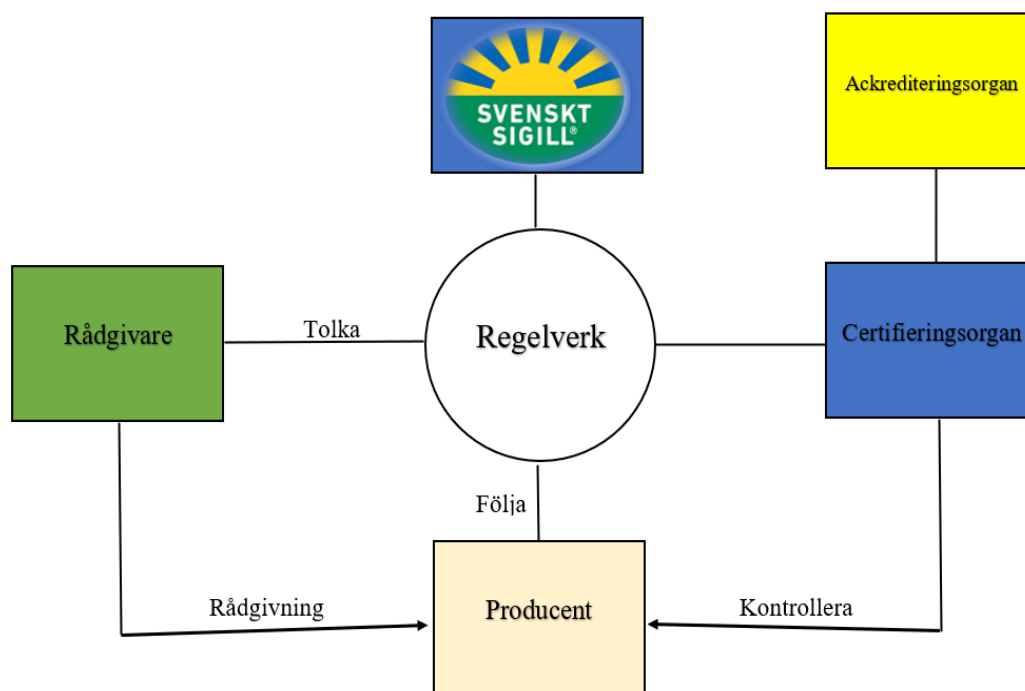 SVENSKT
SIGILL®
Ackrediteringsorgan
Rådgivare
Tolka
Regelverk
Certifieringsorgan
Följa
Rådgivning
Producent
Kontrollera